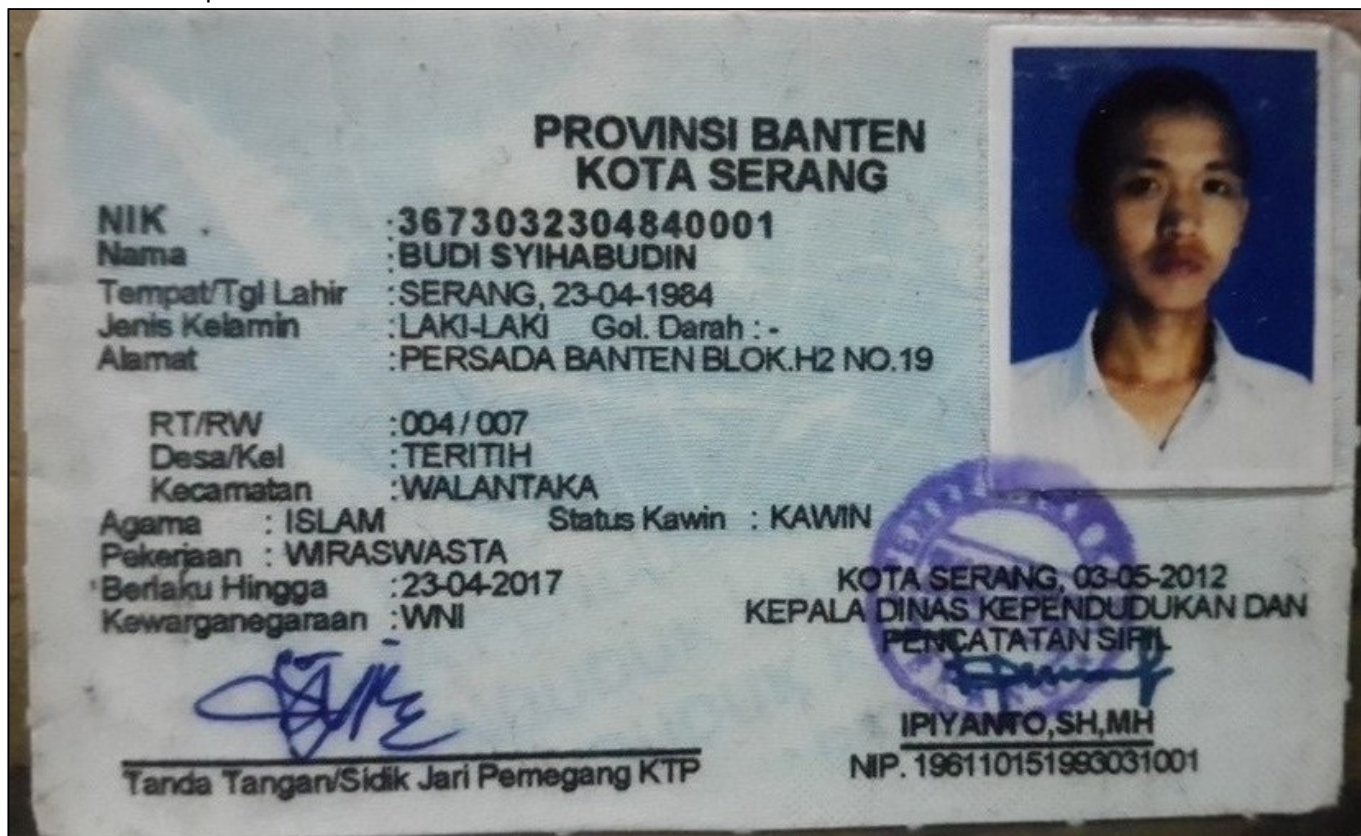 PROVINSI BANTEN
KOTA SERANG
NIK :3673032304840001
Nama :BUDI SYIHABUDIN
Tempat/Tgl Lahir :SERANG, 23-04-1984
Jenis Kelamin :LAKI-LAKI Gol. Darah : -
Alamat :PERSADA BANTEN BLOK.H2 NO.19
RT/RW :004 / 007
Desa/Kel :TERITIH
Kecamatan :WALANTAKA
Agama : ISLAM Status Kawin : KAWIN
Pekerjaan : WIRASWASTA
Berlaku Hingga :23-04-2017
Kewarganegaraan :WNI
KOTA SERANG, 03-05-2012
KEPALA DINAS KEPENDUDUKAN DAN
PENCATATAN SIPIL
IPIYANTO,SH,MH
NIP. 196110151993031001
Tanda Tangan/Sidik Jari Pemegang KTP